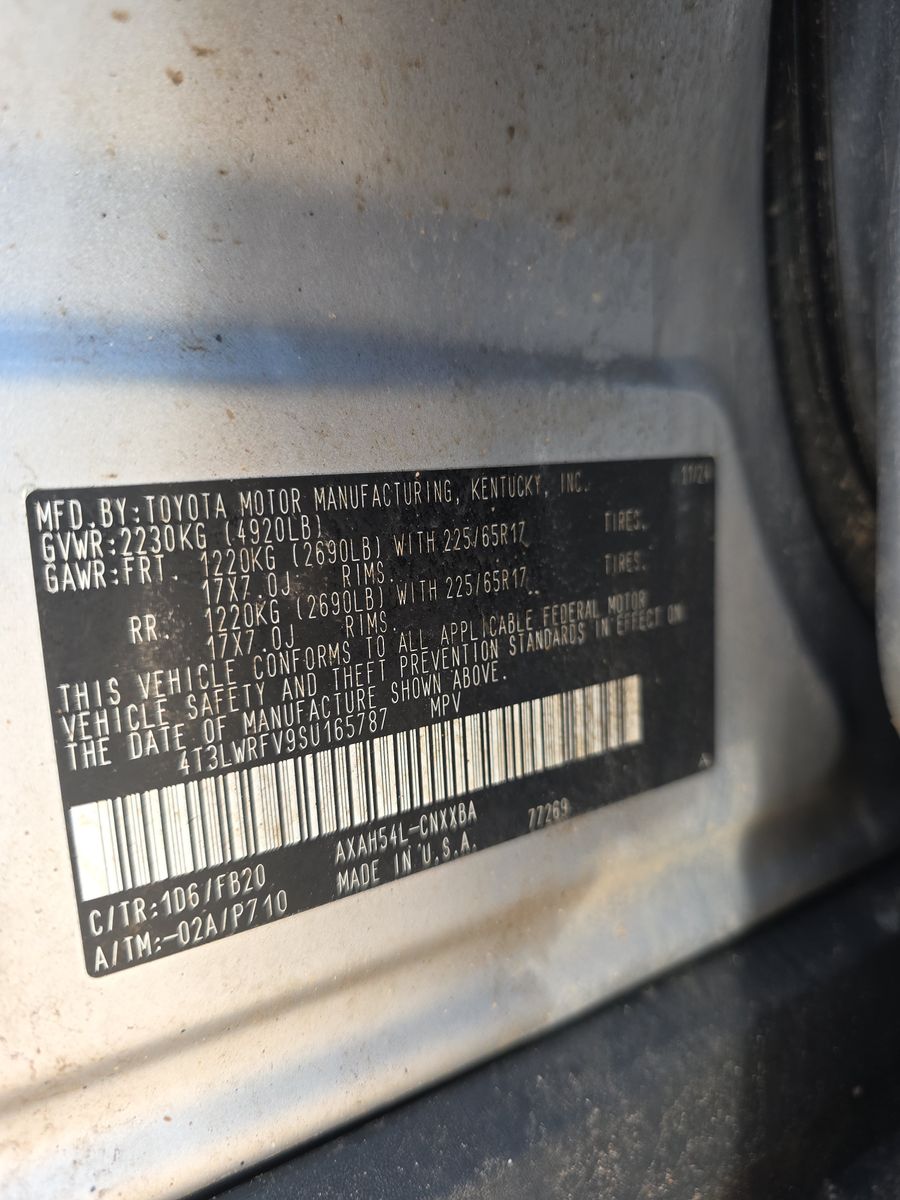 MFD.BY:TOYOTA MOTOR MANUFACTURING, KENTUCKY, INC. 11/24
GVWR:2230KG (4920LB)
GAWR:FRT. 1220KG (2690LB) WITH 225/65R17 TIRES.
17X7.0J RIMS.
RR. 1220KG (2690LB) WITH 225/65R17 TIRES.
17X7.0J RIMS.
THIS VEHICLE CONFORMS TO ALL APPLICABLE FEDERAL MOTOR
VEHICLE SAFETY AND THEFT PREVENTION STANDARDS IN EFFECT ON
THE DATE OF MANUFACTURE SHOWN ABOVE.
4T3LWRFV9SU165787 MPV
C/TR:1D6/FB20 AXAH54L-CNXXBA 77269
A/TM:-02A/P710 MADE IN U.S.A.